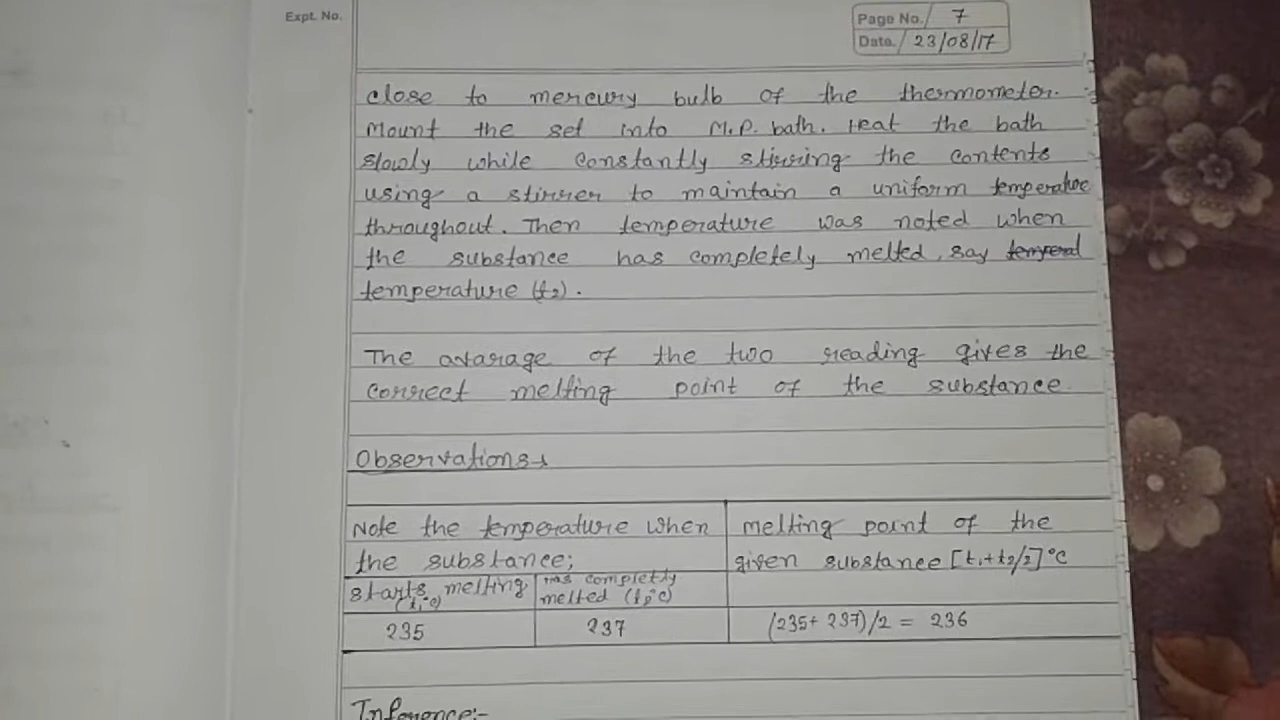 Expt. No.
Page No. 7
Date. 23/08/17
close to mercury bulb of the thermometer.
Mount the set into M.P. bath. Heat the bath
slowly while constantly stirring the contents
using a stirrer to maintain a uniform temperature
throughout. Then temperature was noted when
the substance has completely melted, say temperal
temperature (t₂).
The avarage of the two reading gives the
correct melting point of the substance.
Observations→
Note the temperature when
the substance;
melting point of the
given substance [t₁+t₂/2]°C
starts melting
(t₁°c)
Has completly
melted (t₂°c)
235
237
(235+ 237)/2 = 236
Inference:-